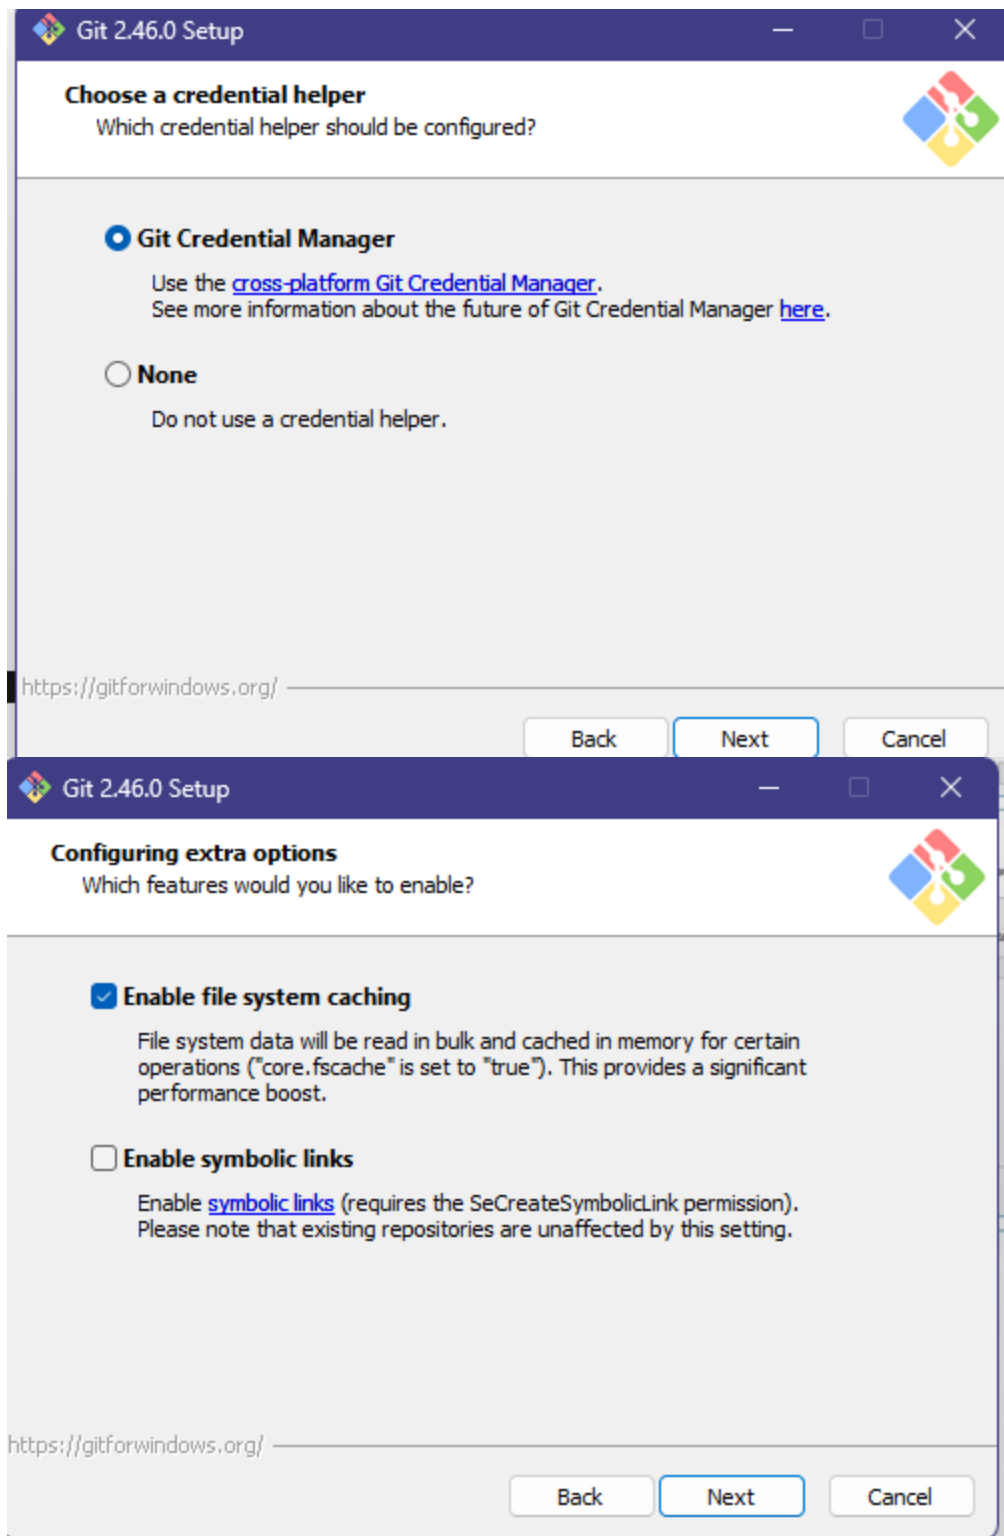 Git 2.46.0 Setup
Choose a credential helper
Which credential helper should be configured?
Git Credential Manager
Use the cross-platform Git Credential Manager.
See more information about the future of Git Credential Manager here.
None
Do not use a credential helper.
https://gitforwindows.org/
Back Next Cancel
Git 2.46.0 Setup
Configuring extra options
Which features would you like to enable?
Enable file system caching
File system data will be read in bulk and cached in memory for certain
operations ("core.fscache" is set to "true"). This provides a significant
performance boost.
Enable symbolic links
Enable symbolic links (requires the SeCreateSymbolicLink permission).
Please note that existing repositories are unaffected by this setting.
https://gitforwindows.org/
Back Next Cancel